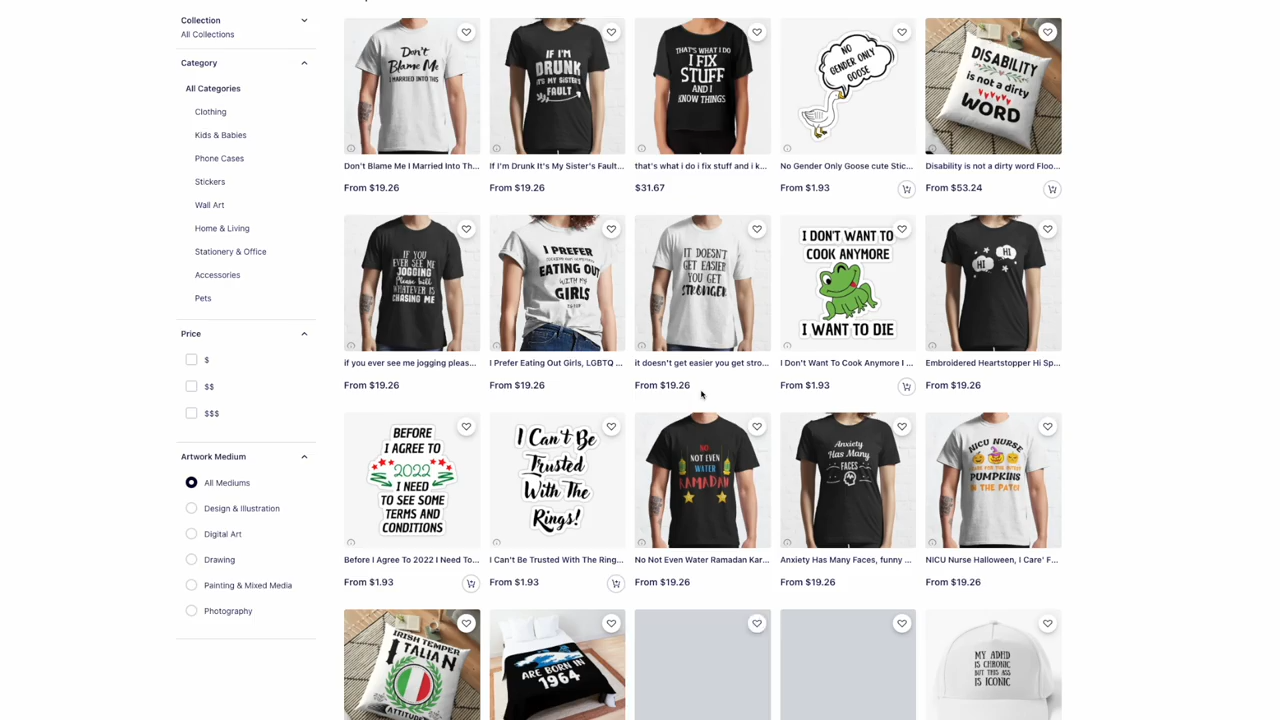 Collection
All Collections
Category
All Categories
Clothing
Kids & Babies
Phone Cases
Stickers
Wall Art
Home & Living
Stationery & Office
Accessories
Pets
Price
$
$$
$$$
Artwork Medium
All Mediums
Design & Illustration
Digital Art
Drawing
Painting & Mixed Media
Photography
Don't
Blame Me
I MARRIED INTO THIS
Don't Blame Me I Married Into Th...
From $19.26
IF I'M
DRUNK
IT'S MY SISTER'S
FAULT
If I'm Drunk It's My Sister's Fault...
From $19.26
THAT'S WHAT I DO
I FIX
STUFF
AND I
KNOW THINGS
that's what i do i fix stuff and i k...
$31.67
NO
GENDER ONLY
GOOSE
No Gender Only Goose cute Stic...
From $1.93
DISABILITY
is not a dirty
WORD
Disability is not a dirty word Floo...
From $53.24
IF YOU
EVER SEE ME
JOGGING
Please kill
WHATEVER IS
CHASING ME
if you ever see me jogging pleas...
From $19.26
I PREFER
EATING OUT
WITH MY
GIRLS
I Prefer Eating Out Girls, LGBTQ ...
From $19.26
IT DOESN'T
GET EASIER
YOU GET
STRONGER
it doesn't get easier you get stro...
From $19.26
I DON'T WANT TO
COOK ANYMORE
I WANT TO DIE
I Don't Want To Cook Anymore I ...
From $1.93
HI
HI
Embroidered Heartstopper Hi Sp...
From $19.26
BEFORE
I AGREE TO
2022
I NEED
TO SEE SOME
TERMS AND
CONDITIONS
Before I Agree To 2022 I Need To...
From $1.93
I Can't Be
Trusted
With The
Rings!
I Can't Be Trusted With The Ring...
From $1.93
NO
NOT EVEN
WATER
RAMADAN
No Not Even Water Ramadan Kar...
From $19.26
Anxiety
Has Many
FACES
Anxiety Has Many Faces, funny ...
From $19.26
NICU NURSE
PUMPKINS
IN THE PATCH
NICU Nurse Halloween, I Care' F...
From $19.26
IRISH TEMPER
ITALIAN
ATTITUDE
ARE BORN IN
1964
MY ADHD
IS CHRONIC
BUT THIS ASS
IS ICONIC